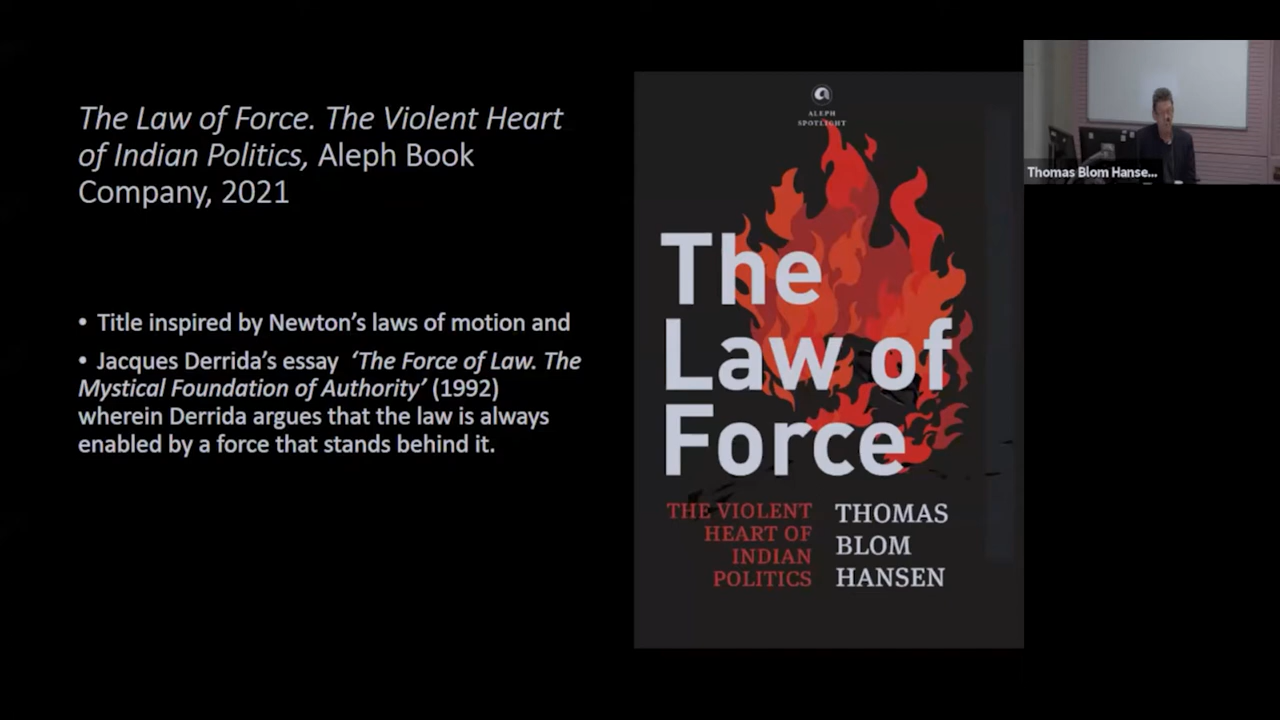 The Law of Force. The Violent Heart
of Indian Politics, Aleph Book
Company, 2021
• Title inspired by Newton's laws of motion and
• Jacques Derrida's essay ‘The Force of Law. The
Mystical Foundation of Authority’ (1992)
wherein Derrida argues that the law is always
enabled by a force that stands behind it.
ALEPH
SPOTLIGHT
The
Law of
Force
THE VIOLENT
HEART OF
INDIAN
POLITICS
THOMAS
BLOM
HANSEN
Thomas Blom Hanse...